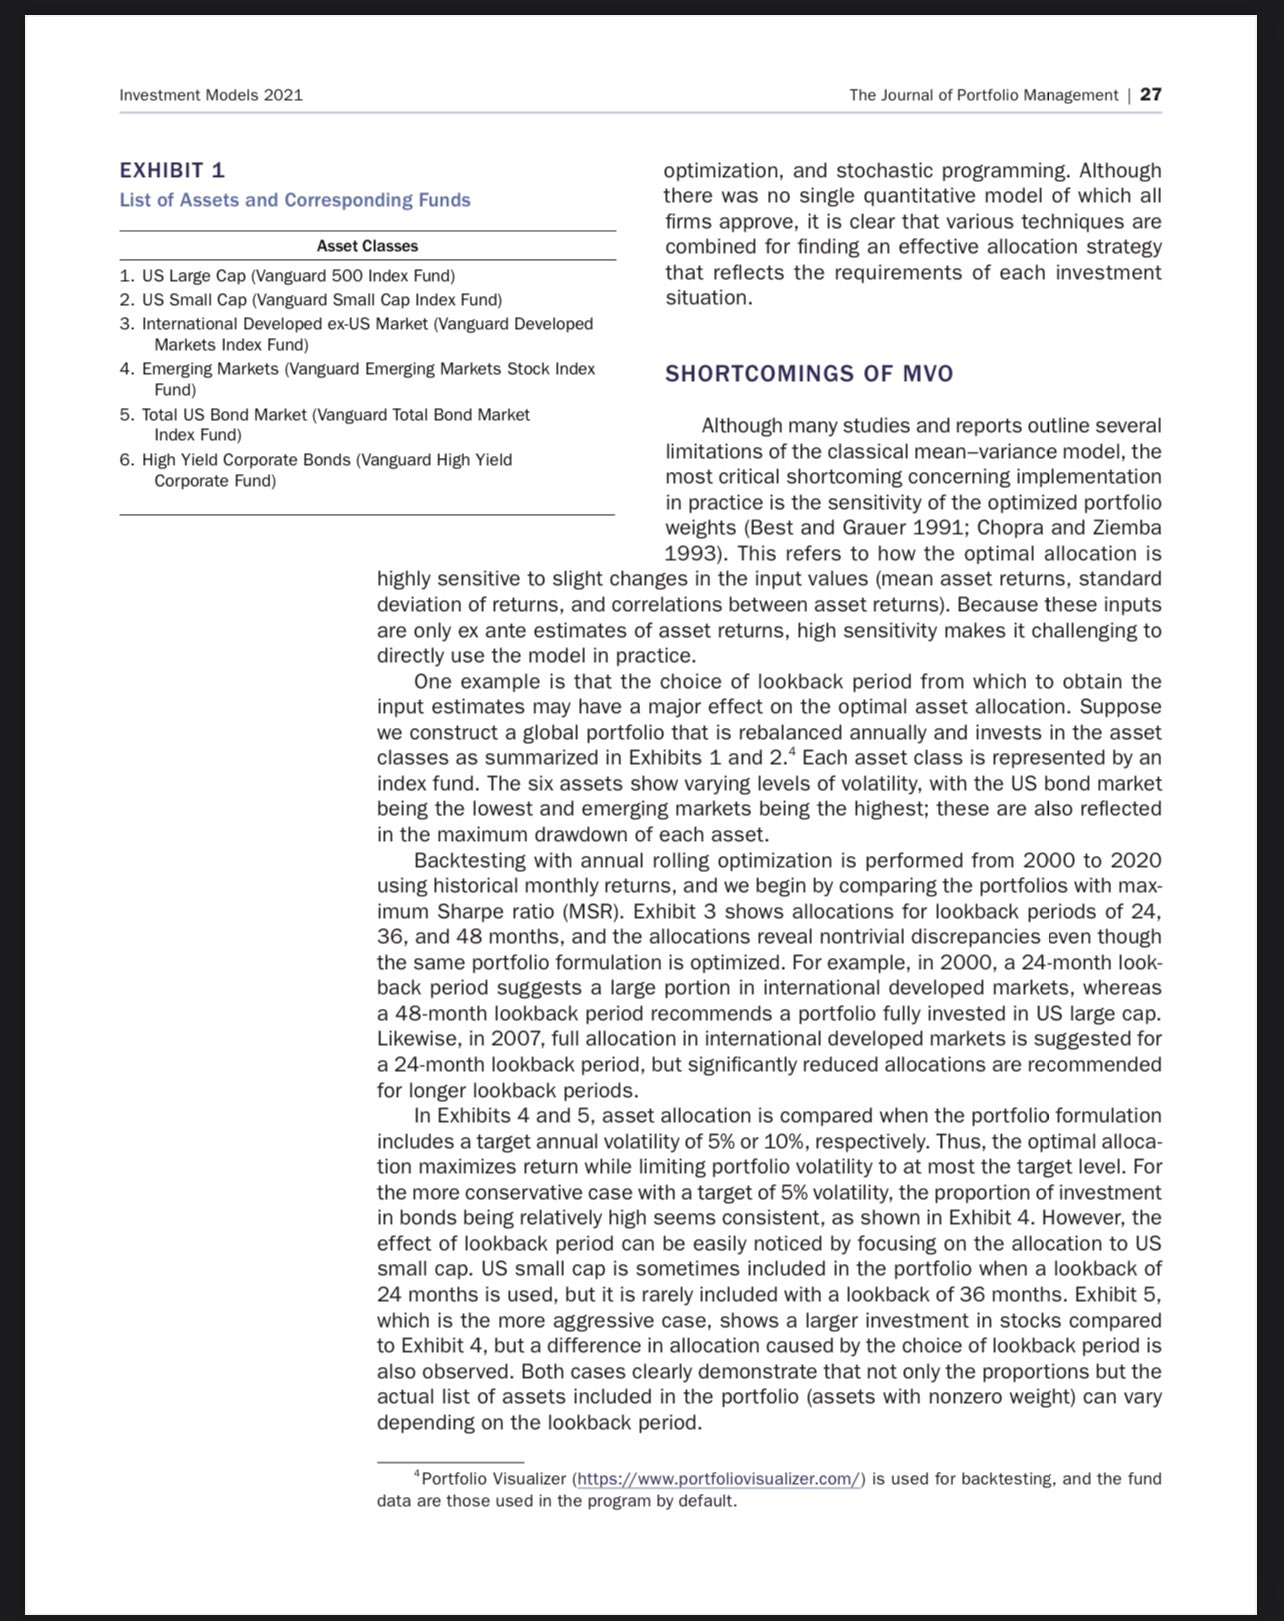 Investment Models 2021
The Journal of Portfolio Management | 27
EXHIBIT 1
List of Assets and Corresponding Funds
Asset Classes
1. US Large Cap (Vanguard 500 Index Fund)
2. US Small Cap (Vanguard Small Cap Index Fund)
3. International Developed ex-US Market (Vanguard Developed
Markets Index Fund)
4. Emerging Markets (Vanguard Emerging Markets Stock Index
Fund)
5. Total US Bond Market (Vanguard Total Bond Market
Index Fund)
6. High Yield Corporate Bonds (Vanguard High Yield
Corporate Fund)
optimization, and stochastic programming. Although
there was no single quantitative model of which all
firms approve, it is clear that various techniques are
combined for finding an effective allocation strategy
that reflects the requirements of each investment
situation.
SHORTCOMINGS OF MVO
Although many studies and reports outline several
limitations of the classical mean–variance model, the
most critical shortcoming concerning implementation
in practice is the sensitivity of the optimized portfolio
weights (Best and Grauer 1991; Chopra and Ziemba
1993). This refers to how the optimal allocation is
highly sensitive to slight changes in the input values (mean asset returns, standard
deviation of returns, and correlations between asset returns). Because these inputs
are only ex ante estimates of asset returns, high sensitivity makes it challenging to
directly use the model in practice.
One example is that the choice of lookback period from which to obtain the
input estimates may have a major effect on the optimal asset allocation. Suppose
we construct a global portfolio that is rebalanced annually and invests in the asset
classes as summarized in Exhibits 1 and 2.⁴ Each asset class is represented by an
index fund. The six assets show varying levels of volatility, with the US bond market
being the lowest and emerging markets being the highest; these are also reflected
in the maximum drawdown of each asset.
Backtesting with annual rolling optimization is performed from 2000 to 2020
using historical monthly returns, and we begin by comparing the portfolios with max-
imum Sharpe ratio (MSR). Exhibit 3 shows allocations for lookback periods of 24,
36, and 48 months, and the allocations reveal nontrivial discrepancies even though
the same portfolio formulation is optimized. For example, in 2000, a 24-month look-
back period suggests a large portion in international developed markets, whereas
a 48-month lookback period recommends a portfolio fully invested in US large cap.
Likewise, in 2007, full allocation in international developed markets is suggested for
a 24-month lookback period, but significantly reduced allocations are recommended
for longer lookback periods.
In Exhibits 4 and 5, asset allocation is compared when the portfolio formulation
includes a target annual volatility of 5% or 10%, respectively. Thus, the optimal alloca-
tion maximizes return while limiting portfolio volatility to at most the target level. For
the more conservative case with a target of 5% volatility, the proportion of investment
in bonds being relatively high seems consistent, as shown in Exhibit 4. However, the
effect of lookback period can be easily noticed by focusing on the allocation to US
small cap. US small cap is sometimes included in the portfolio when a lookback of
24 months is used, but it is rarely included with a lookback of 36 months. Exhibit 5,
which is the more aggressive case, shows a larger investment in stocks compared
to Exhibit 4, but a difference in allocation caused by the choice of lookback period is
also observed. Both cases clearly demonstrate that not only the proportions but the
actual list of assets included in the portfolio (assets with nonzero weight) can vary
depending on the lookback period.
⁴Portfolio Visualizer (https://www.portfoliovisualizer.com/) is used for backtesting, and the fund
data are those used in the program by default.